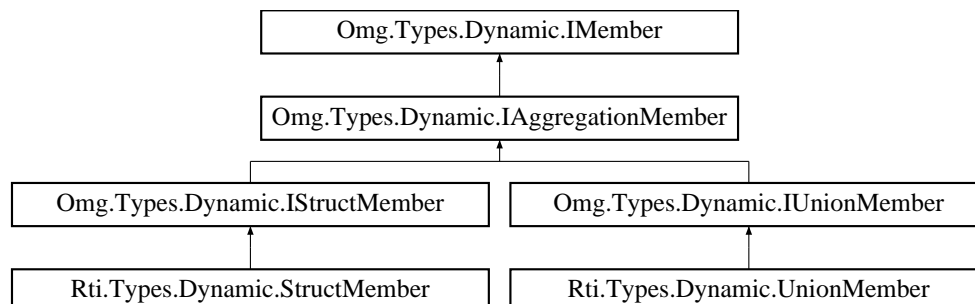 Omg.Types.Dynamic.IMember
Omg.Types.Dynamic.IAggregationMember
Omg.Types.Dynamic.IStructMember
Omg.Types.Dynamic.IUnionMember
Rti.Types.Dynamic.StructMember
Rti.Types.Dynamic.UnionMember